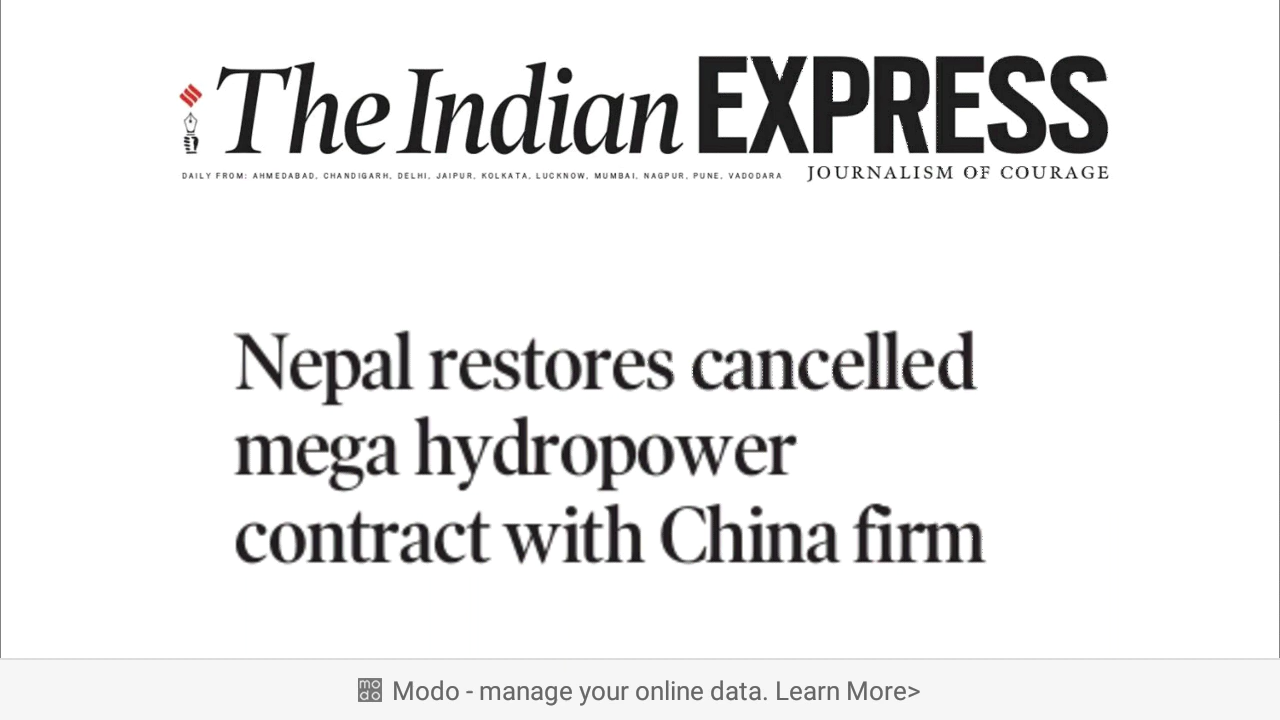 The Indian EXPRESS
DAILY FROM: AHMEDABAD, CHANDIGARH, DELHI, JAIPUR, KOLKATA, LUCKNOW, MUMBAI, NAGPUR, PUNE, VADODARA
JOURNALISM OF COURAGE
Nepal restores cancelled
mega hydropower
contract with China firm
modo Modo - manage your online data. Learn More>